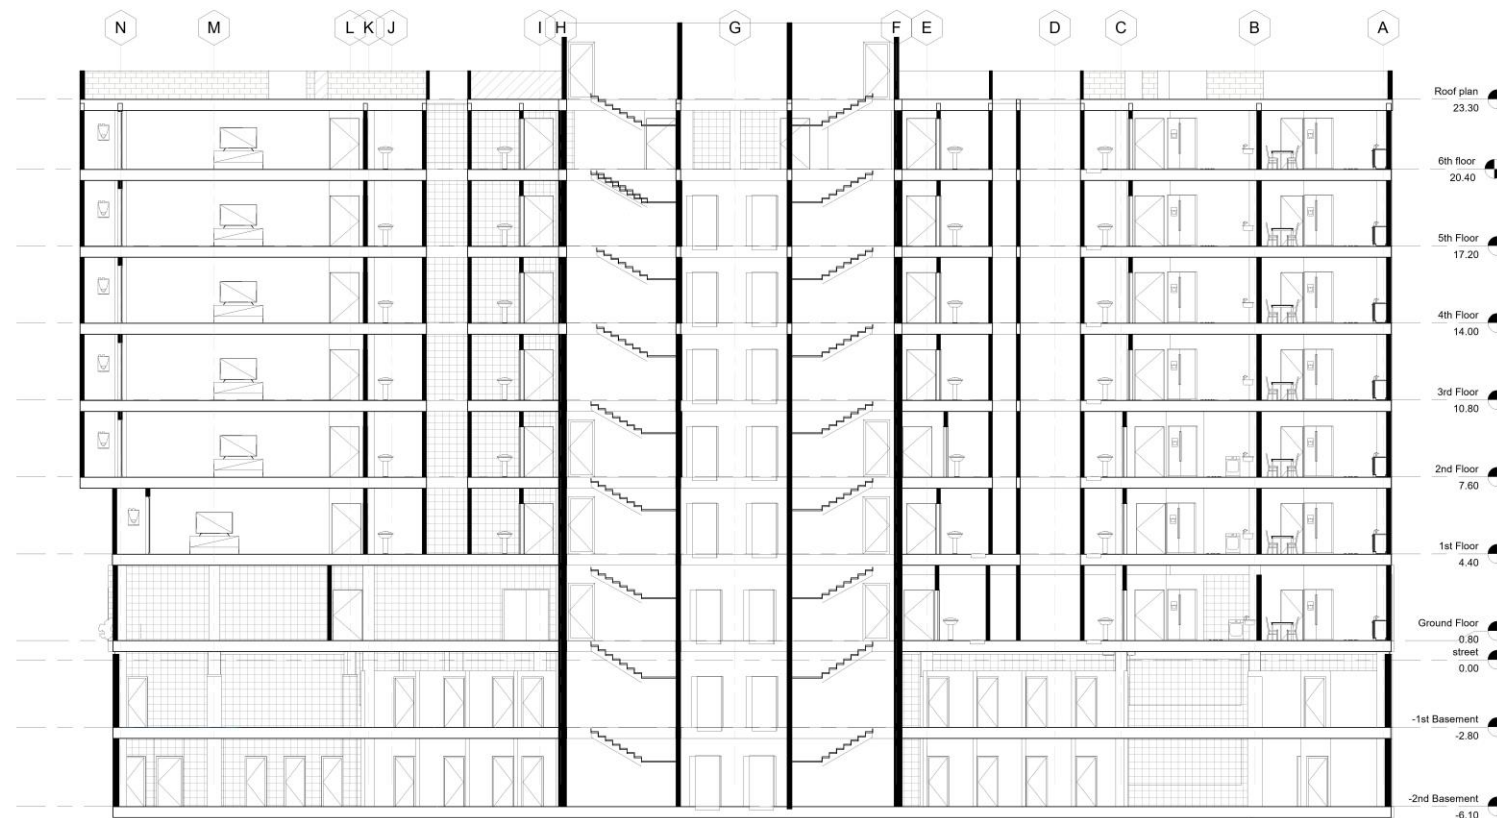 N M L K J I H G F E D C B A
Roof plan
23.30
6th floor
20.40
5th Floor
17.20
4th Floor
14.00
3rd Floor
10.80
2nd Floor
7.60
1st Floor
4.40
Ground Floor
0.80
street
0.00
-1st Basement
-2.80
-2nd Basement
-6.10